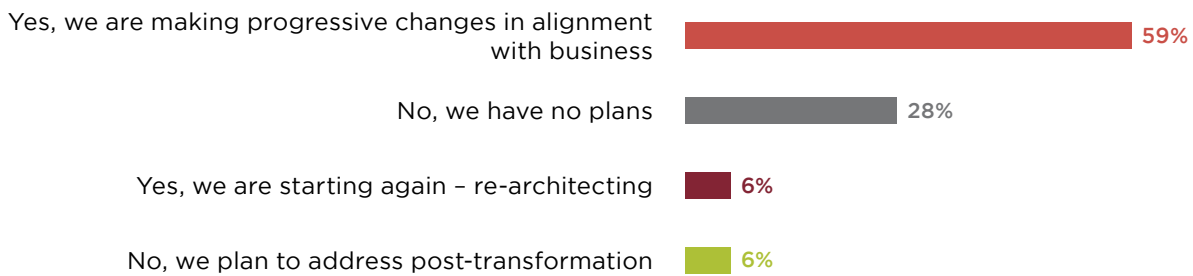 Yes, we are making progressive changes in alignment
with business
59%
No, we have no plans
28%
Yes, we are starting again – re-architecting
6%
No, we plan to address post-transformation
6%